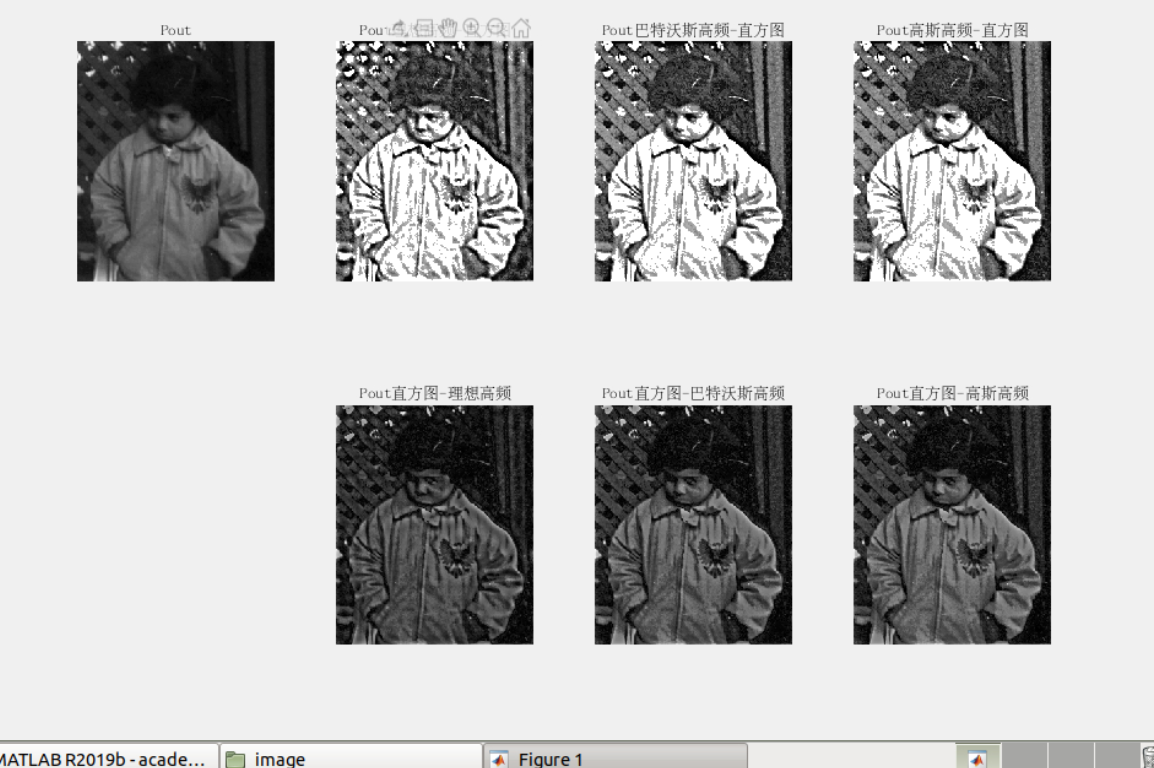 Pout
Pout
Pout巴特沃斯高频-直方图
Pout高斯高频-直方图
Pout直方图-理想高频
Pout直方图-巴特沃斯高频
Pout直方图-高斯高频
MATLAB R2019b - acade...
image
Figure 1